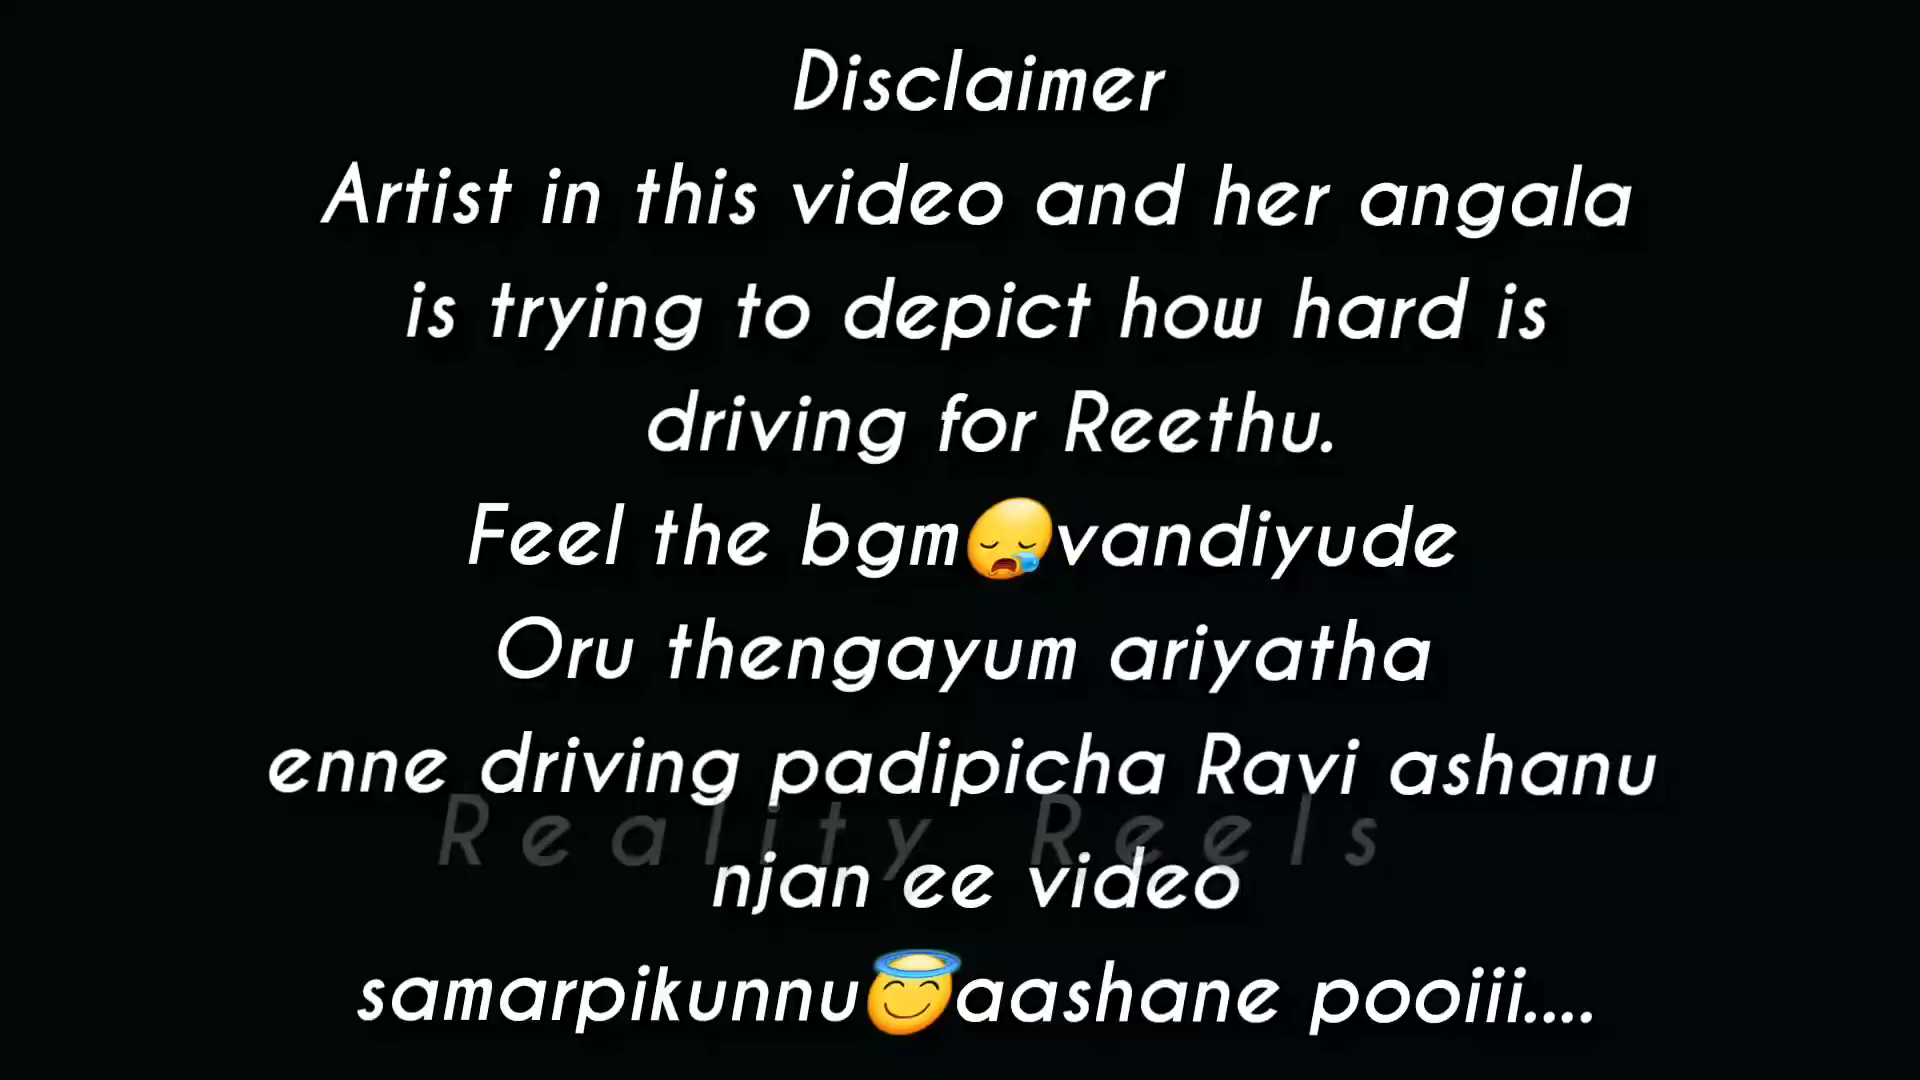 Disclaimer
Artist in this video and her angala
is trying to depict how hard is
driving for Reethu.
Feel the bgm😪vandiyude
Oru thengayum ariyatha
enne driving padipicha Ravi ashanu
Reality Reels
njan ee video
samarpikunnu😇aashane pooiii....